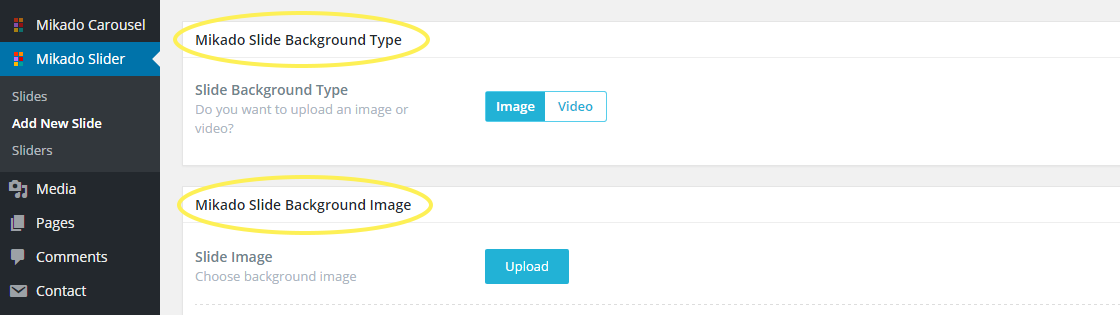 Mikado Carousel
Mikado Slider
Slides
Add New Slide
Sliders
Media
Pages
Comments
Contact
Mikado Slide Background Type
Slide Background Type
Do you want to upload an image or
video?
Image Video
Mikado Slide Background Image
Slide Image
Choose background image
Upload